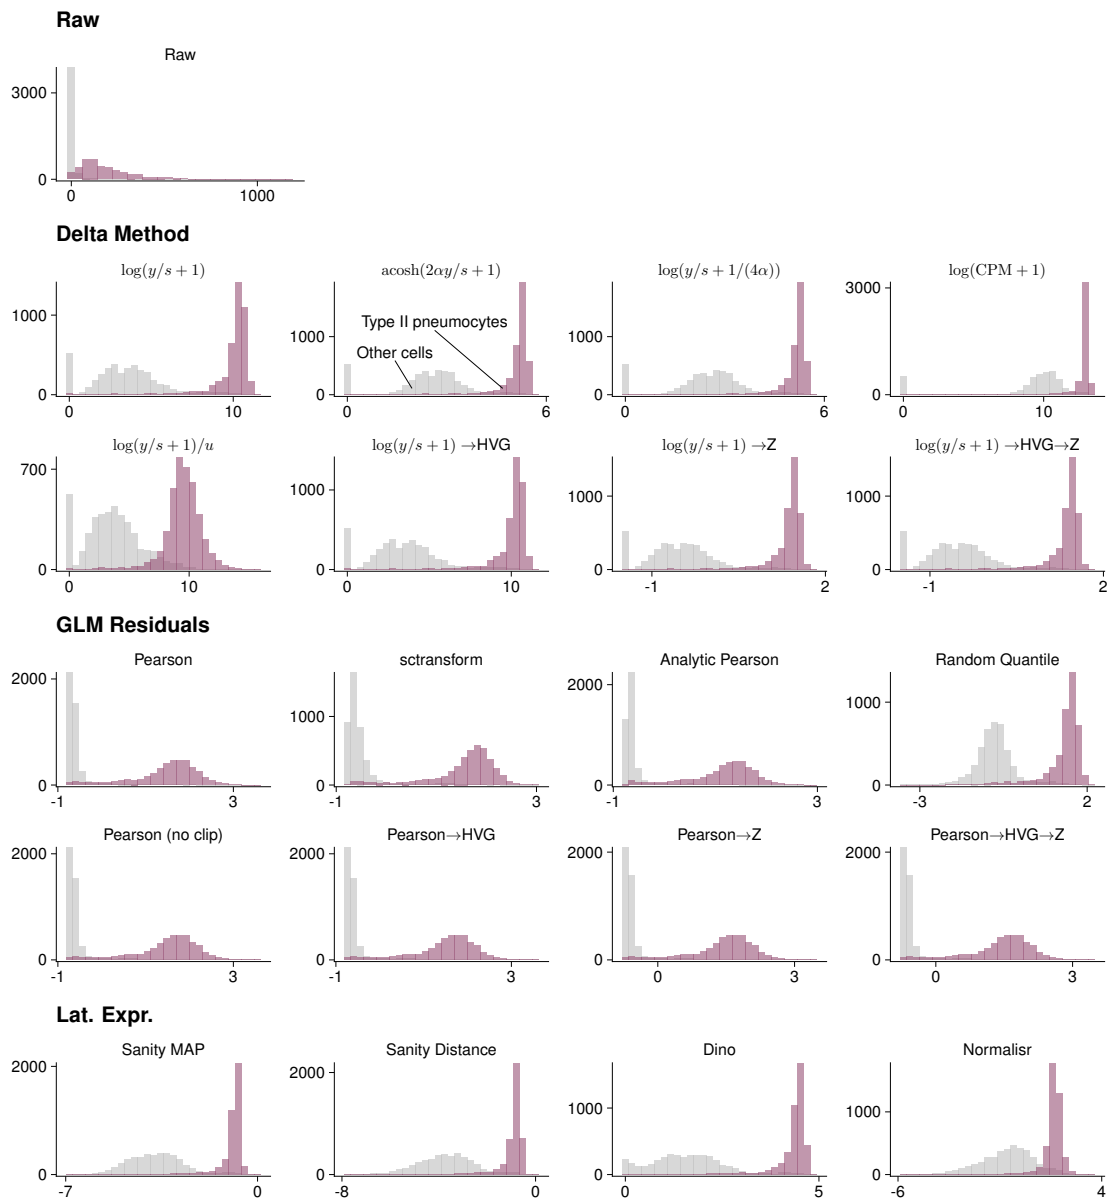 Raw
Raw
3000
0
0 1000
Delta Method
log(y/s + 1) acosh(2αy/s + 1) log(y/s + 1/(4α)) log(CPM + 1)
1000 1000 1000 3000
Type II pneumocytes
Other cells
0 0 0 0
0 10 0 6 0 6 0 10
log(y/s + 1)/u log(y/s + 1) →HVG log(y/s + 1) →Z log(y/s + 1) →HVG→Z
700 1000 1000 1000
0 0 0 0
0 10 0 10 -1 2 -1 2
GLM Residuals
Pearson sctransform Analytic Pearson Random Quantile
2000 1000 2000 1000
0 0 0 0
-1 3 -1 3 -1 3 -3 2
Pearson (no clip) Pearson→HVG Pearson→Z Pearson→HVG→Z
2000 2000 2000 2000
0 0 0 0
-1 3 -1 3 0 3 0 3
Lat. Expr.
Sanity MAP Sanity Distance Dino Normalisr
2000 2000 1000 1000
0 0 0 0
-7 0 -8 0 0 5 -6 4